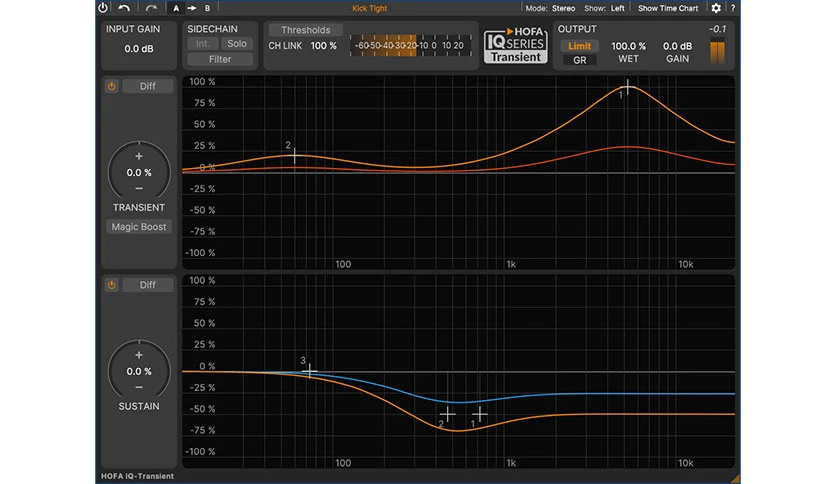 A B Kick Tight Mode: Stereo Show: Left Show Time Chart ?
INPUT GAIN
0.0 dB
SIDECHAIN
Int. Solo
Filter
Thresholds
CH LINK 100 %
-60 -50 -40 -30 -20 -10 0 10 20
HOFA
IQ SERIES
Transient
OUTPUT -0.1
Limit 100.0 % 0.0 dB
GR WET GAIN
Diff
0.0 %
TRANSIENT
Magic Boost
100 %
75 %
50 %
25 %
0 %
-25 %
-50 %
-75 %
-100 %
1
2
100 1k 10k
Diff
0.0 %
SUSTAIN
100 %
75 %
50 %
25 %
0 %
-25 %
-50 %
-75 %
-100 %
3
2 1
100 1k 10k
HOFA IQ-Transient